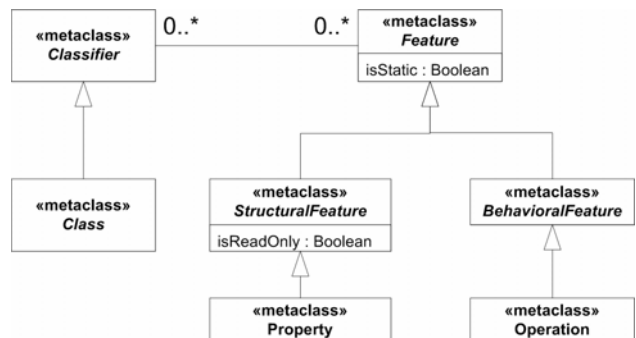 «metaclass»
Classifier
0..*
0..*
«metaclass»
Feature
isStatic : Boolean
«metaclass»
Class
«metaclass»
StructuralFeature
isReadOnly : Boolean
«metaclass»
BehavioralFeature
«metaclass»
Property
«metaclass»
Operation